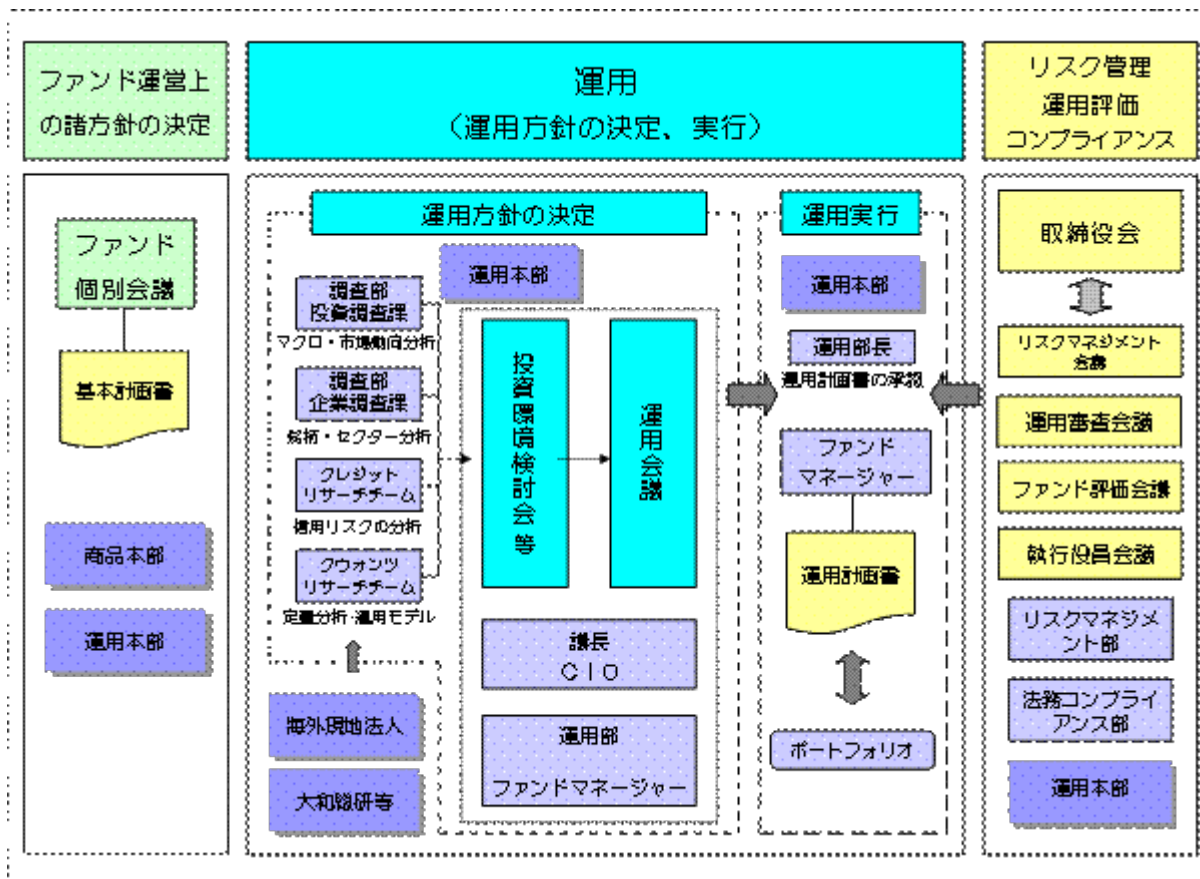 ファンド運営上
の諸方針の決定
運用
（運用方針の決定、実行）
リスク管理
運用評価
コンプライアンス
ファンド
個別会議
基本計画書
商品本部
運用本部
運用方針の決定
運用本部
調査部
投資調査課
マクロ・市場動向分析
調査部
企業調査課
銘柄・セクター分析
クレジット
リサーチチーム
信用リスクの分析
クウォンツ
リサーチチーム
定量分析・運用モデル
海外現地法人
大和総研等
投資環境検討会等
運用会議
議長
ＣＩＯ
運用部
ファンドマネージャー
運用実行
運用本部
運用部長
運用計画書の承認
ファンド
マネージャー
運用計画書
ポートフォリオ
取締役会
リスクマネジメント
会議
運用審査会議
ファンド評価会議
執行役員会議
リスクマネジメ
ント部
法務コンプライ
アンス部
運用本部